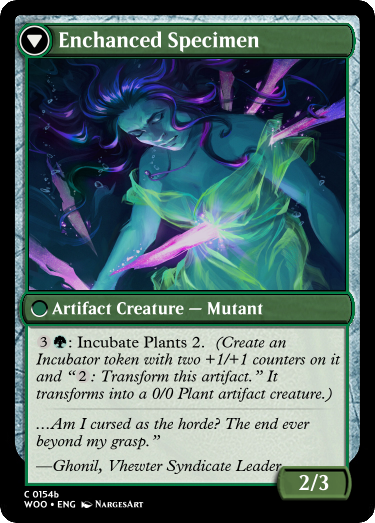 Enchanced Specimen
Artifact Creature — Mutant
3 : Incubate Plants 2. (Create an
Incubator token with two +1/+1 counters on it
and “2 : Transform this artifact.” It
transforms into a 0/0 Plant artifact creature.)
…Am I cursed as the horde? The end ever
beyond my grasp.”
—Ghonil, Vhewter Syndicate Leader
2/3
C 0154b
WOO • ENG NargesArt